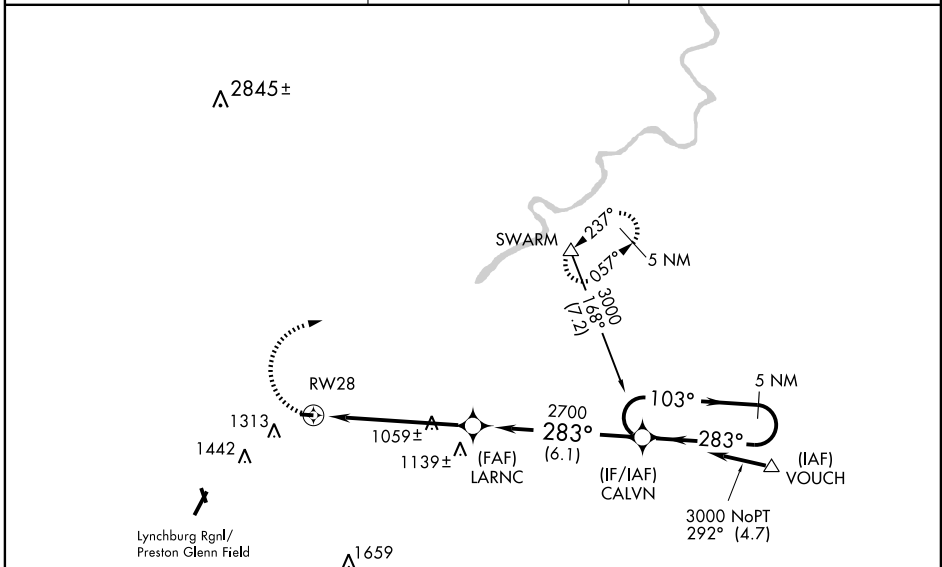 2845±
SWARM
237°
057°
5 NM
3000
168°
(7.2)
RW28
5 NM
103°
1313
2700
283°
(6.1)
283°
1059±
1442
1139±
(FAF)
LARNC
(IF/IAF)
CALVN
(IAF)
VOUCH
3000 NoPT
292° (4.7)
Lynchburg Rgnl/
Preston Glenn Field
1659